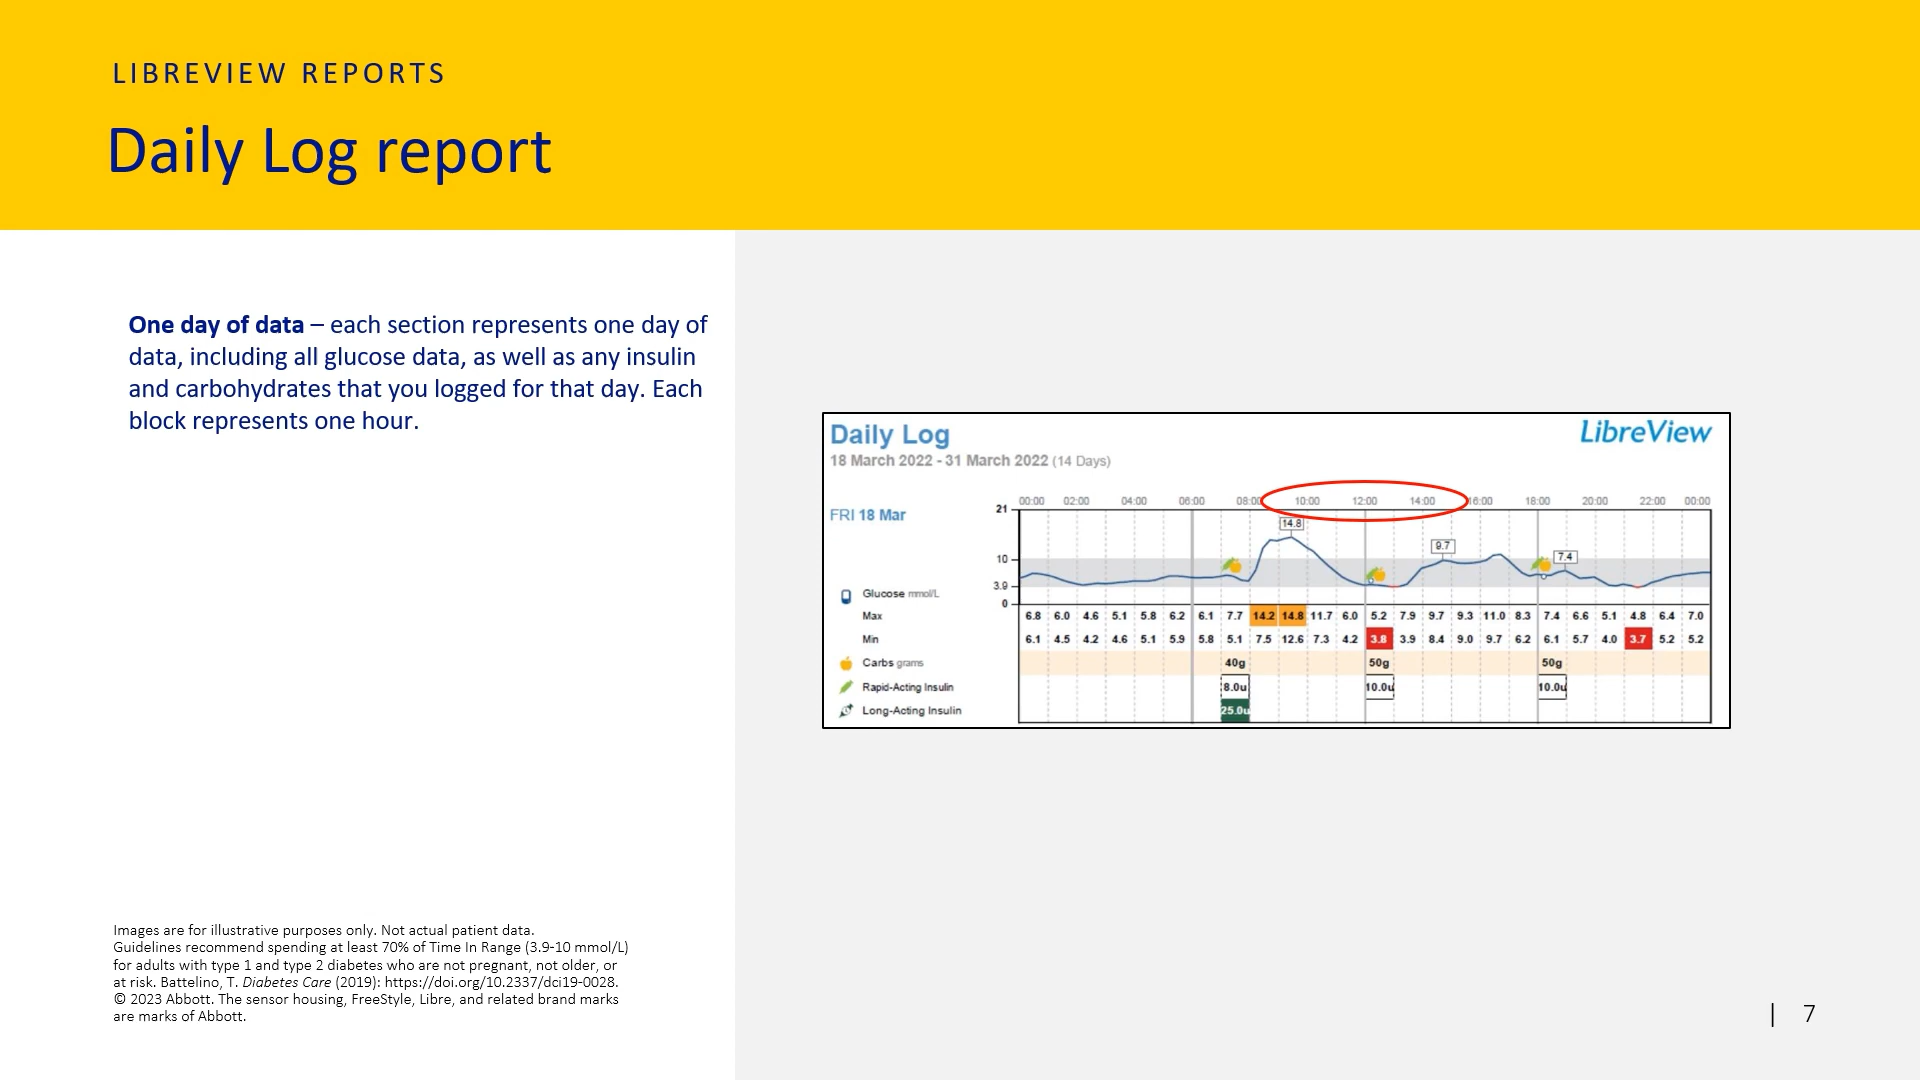 LIBREVIEW REPORTS
Daily Log report
One day of data – each section represents one day of
data, including all glucose data, as well as any insulin
and carbohydrates that you logged for that day. Each
block represents one hour.
Daily Log
LibreView
18 March 2022 - 31 March 2022 (14 Days)
00:00 02:00 04:00 06:00 08:00 10:00 12:00 14:00 16:00 18:00 20:00 22:00 00:00
FRI 18 Mar
21
14.8
9.7
7.4
10
3.9
0
Glucose mmol/L
Max 6.8 6.0 4.6 5.1 5.8 6.2 6.1 7.7 14.2 14.8 11.7 6.0 5.2 7.9 9.7 9.3 11.0 8.3 7.4 6.6 5.1 4.8 6.4 7.0
Min 6.1 4.5 4.2 4.6 5.1 5.9 5.8 5.1 7.5 12.6 7.3 4.2 3.8 3.9 8.4 9.0 9.7 6.2 6.1 5.7 4.0 3.7 5.2 5.2
Carbs grams 40g 50g 50g
Rapid-Acting Insulin 8.0u 10.0u 10.0u
Long-Acting Insulin 25.0u
Images are for illustrative purposes only. Not actual patient data.
Guidelines recommend spending at least 70% of Time In Range (3.9-10 mmol/L)
for adults with type 1 and type 2 diabetes who are not pregnant, not older, or
at risk. Battelino, T. Diabetes Care (2019): https://doi.org/10.2337/dci19-0028.
© 2023 Abbott. The sensor housing, FreeStyle, Libre, and related brand marks
are marks of Abbott.
| 7